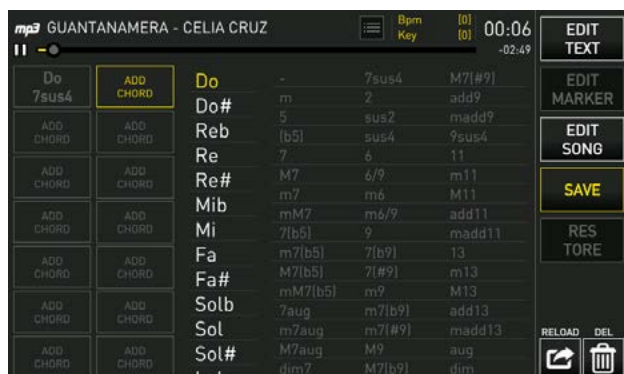 mp3 GUANTANAMERA - CELIA CRUZ
Bpm [0]
Key [0]
00:06
-02:49
EDIT TEXT
EDIT MARKER
EDIT SONG
SAVE
RES TORE
RELOAD DEL
Do 7sus4
ADD CHORD
ADD CHORD
ADD CHORD
ADD CHORD
ADD CHORD
ADD CHORD
ADD CHORD
ADD CHORD
ADD CHORD
ADD CHORD
ADD CHORD
ADD CHORD
ADD CHORD
Do
Do#
Reb
Re
Re#
Mib
Mi
Fa
Fa#
Solb
Sol
Sol#
- 7sus4 M7(#9)
m 2 add9
5 sus2 madd9
(b5) sus4 9sus4
7 6 11
M7 6/9 m11
m7 m6 M11
mM7 m6/9 add11
7(b5) 9 madd11
m7(b5) 7(b9) 13
M7(b5) 7(#9) m13
mM7(b5) m9 M13
7aug m7(b9) add13
m7aug m7(#9) madd13
M7aug M9 aug
dim7 M7(b9) dim